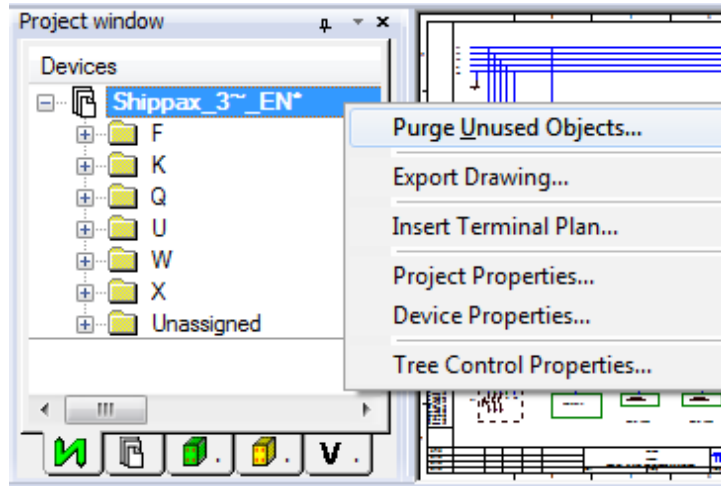 Project window
Devices
Shippax_3~_EN*
F
K
Q
U
W
X
Unassigned
Purge Unused Objects...
Export Drawing...
Insert Terminal Plan...
Project Properties...
Device Properties...
Tree Control Properties...